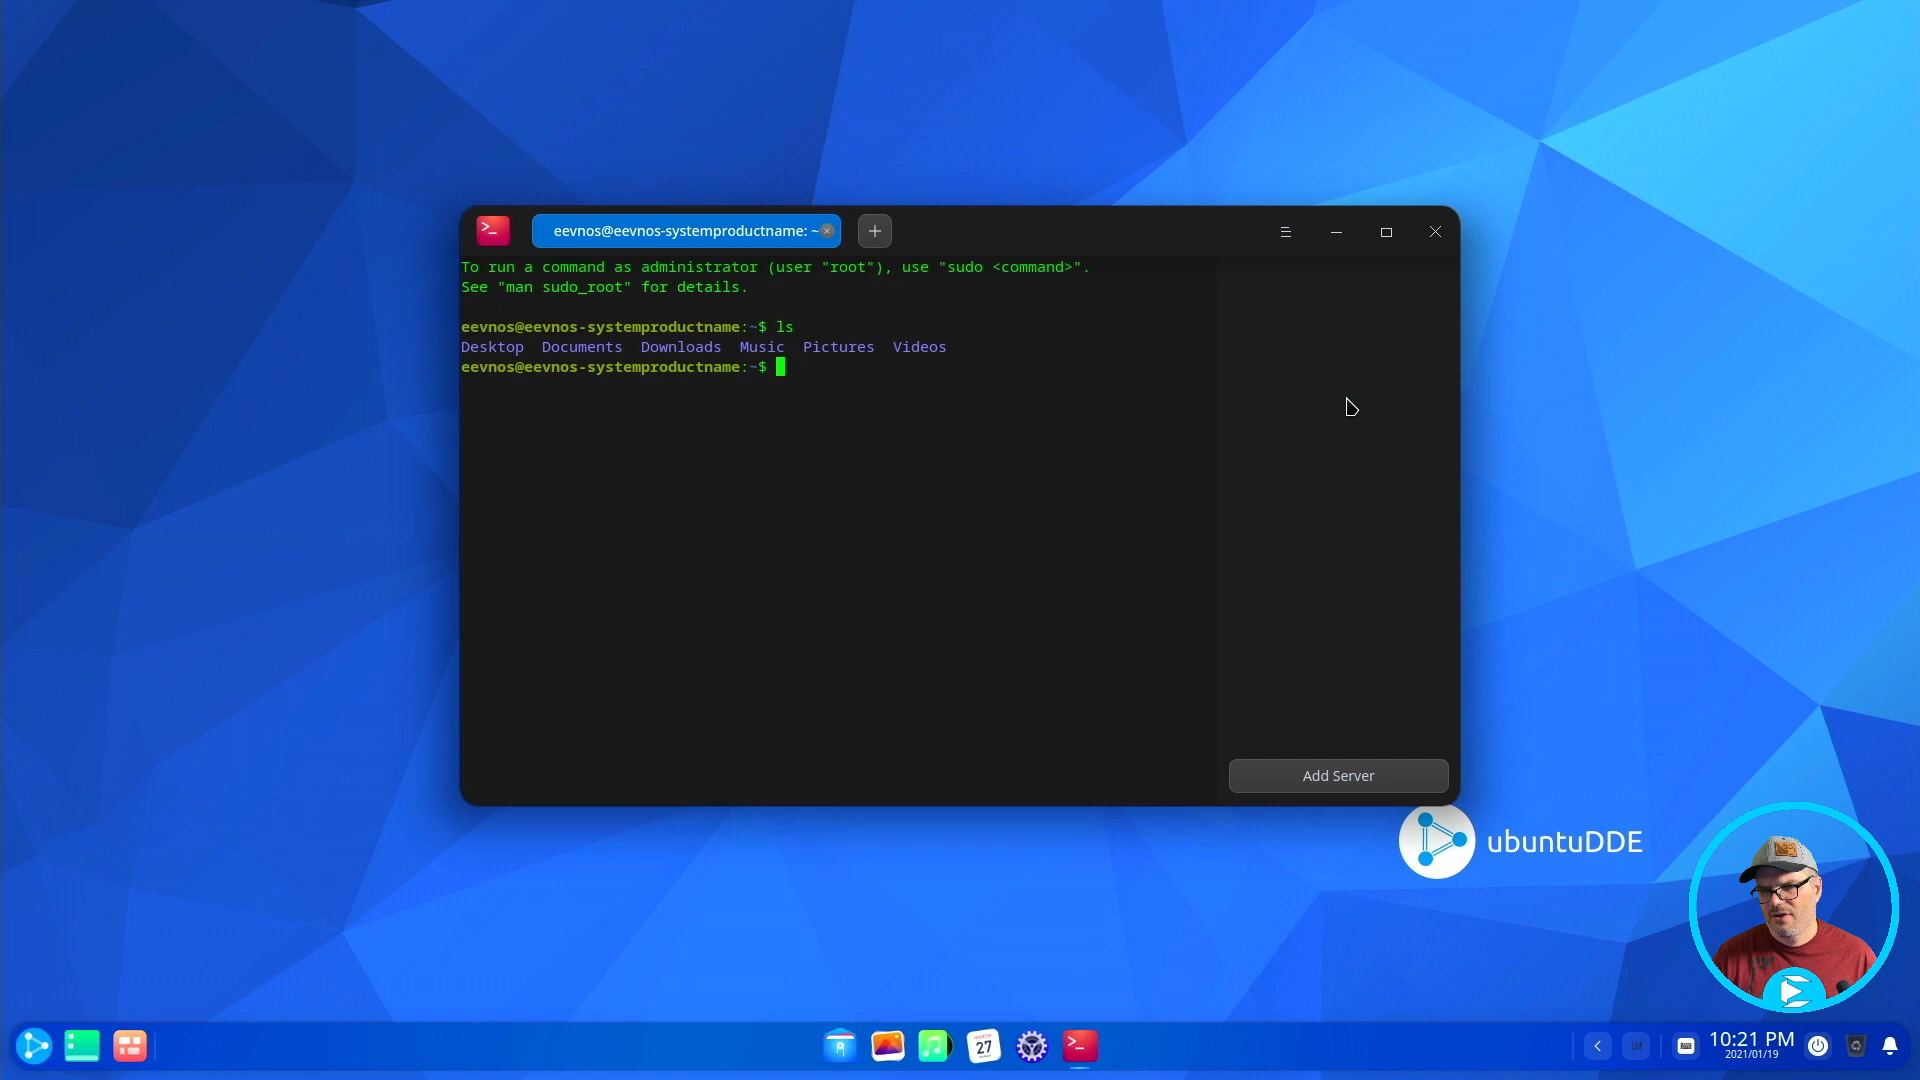 eevnos@eevnos-systemproductname: ~
To run a command as administrator (user "root"), use "sudo <command>".
See "man sudo_root" for details.
eevnos@eevnos-systemproductname:~$ ls
Desktop Documents Downloads Music Pictures Videos
eevnos@eevnos-systemproductname:~$
Add Server
ubuntuDDE
27
10:21 PM
2021/01/19